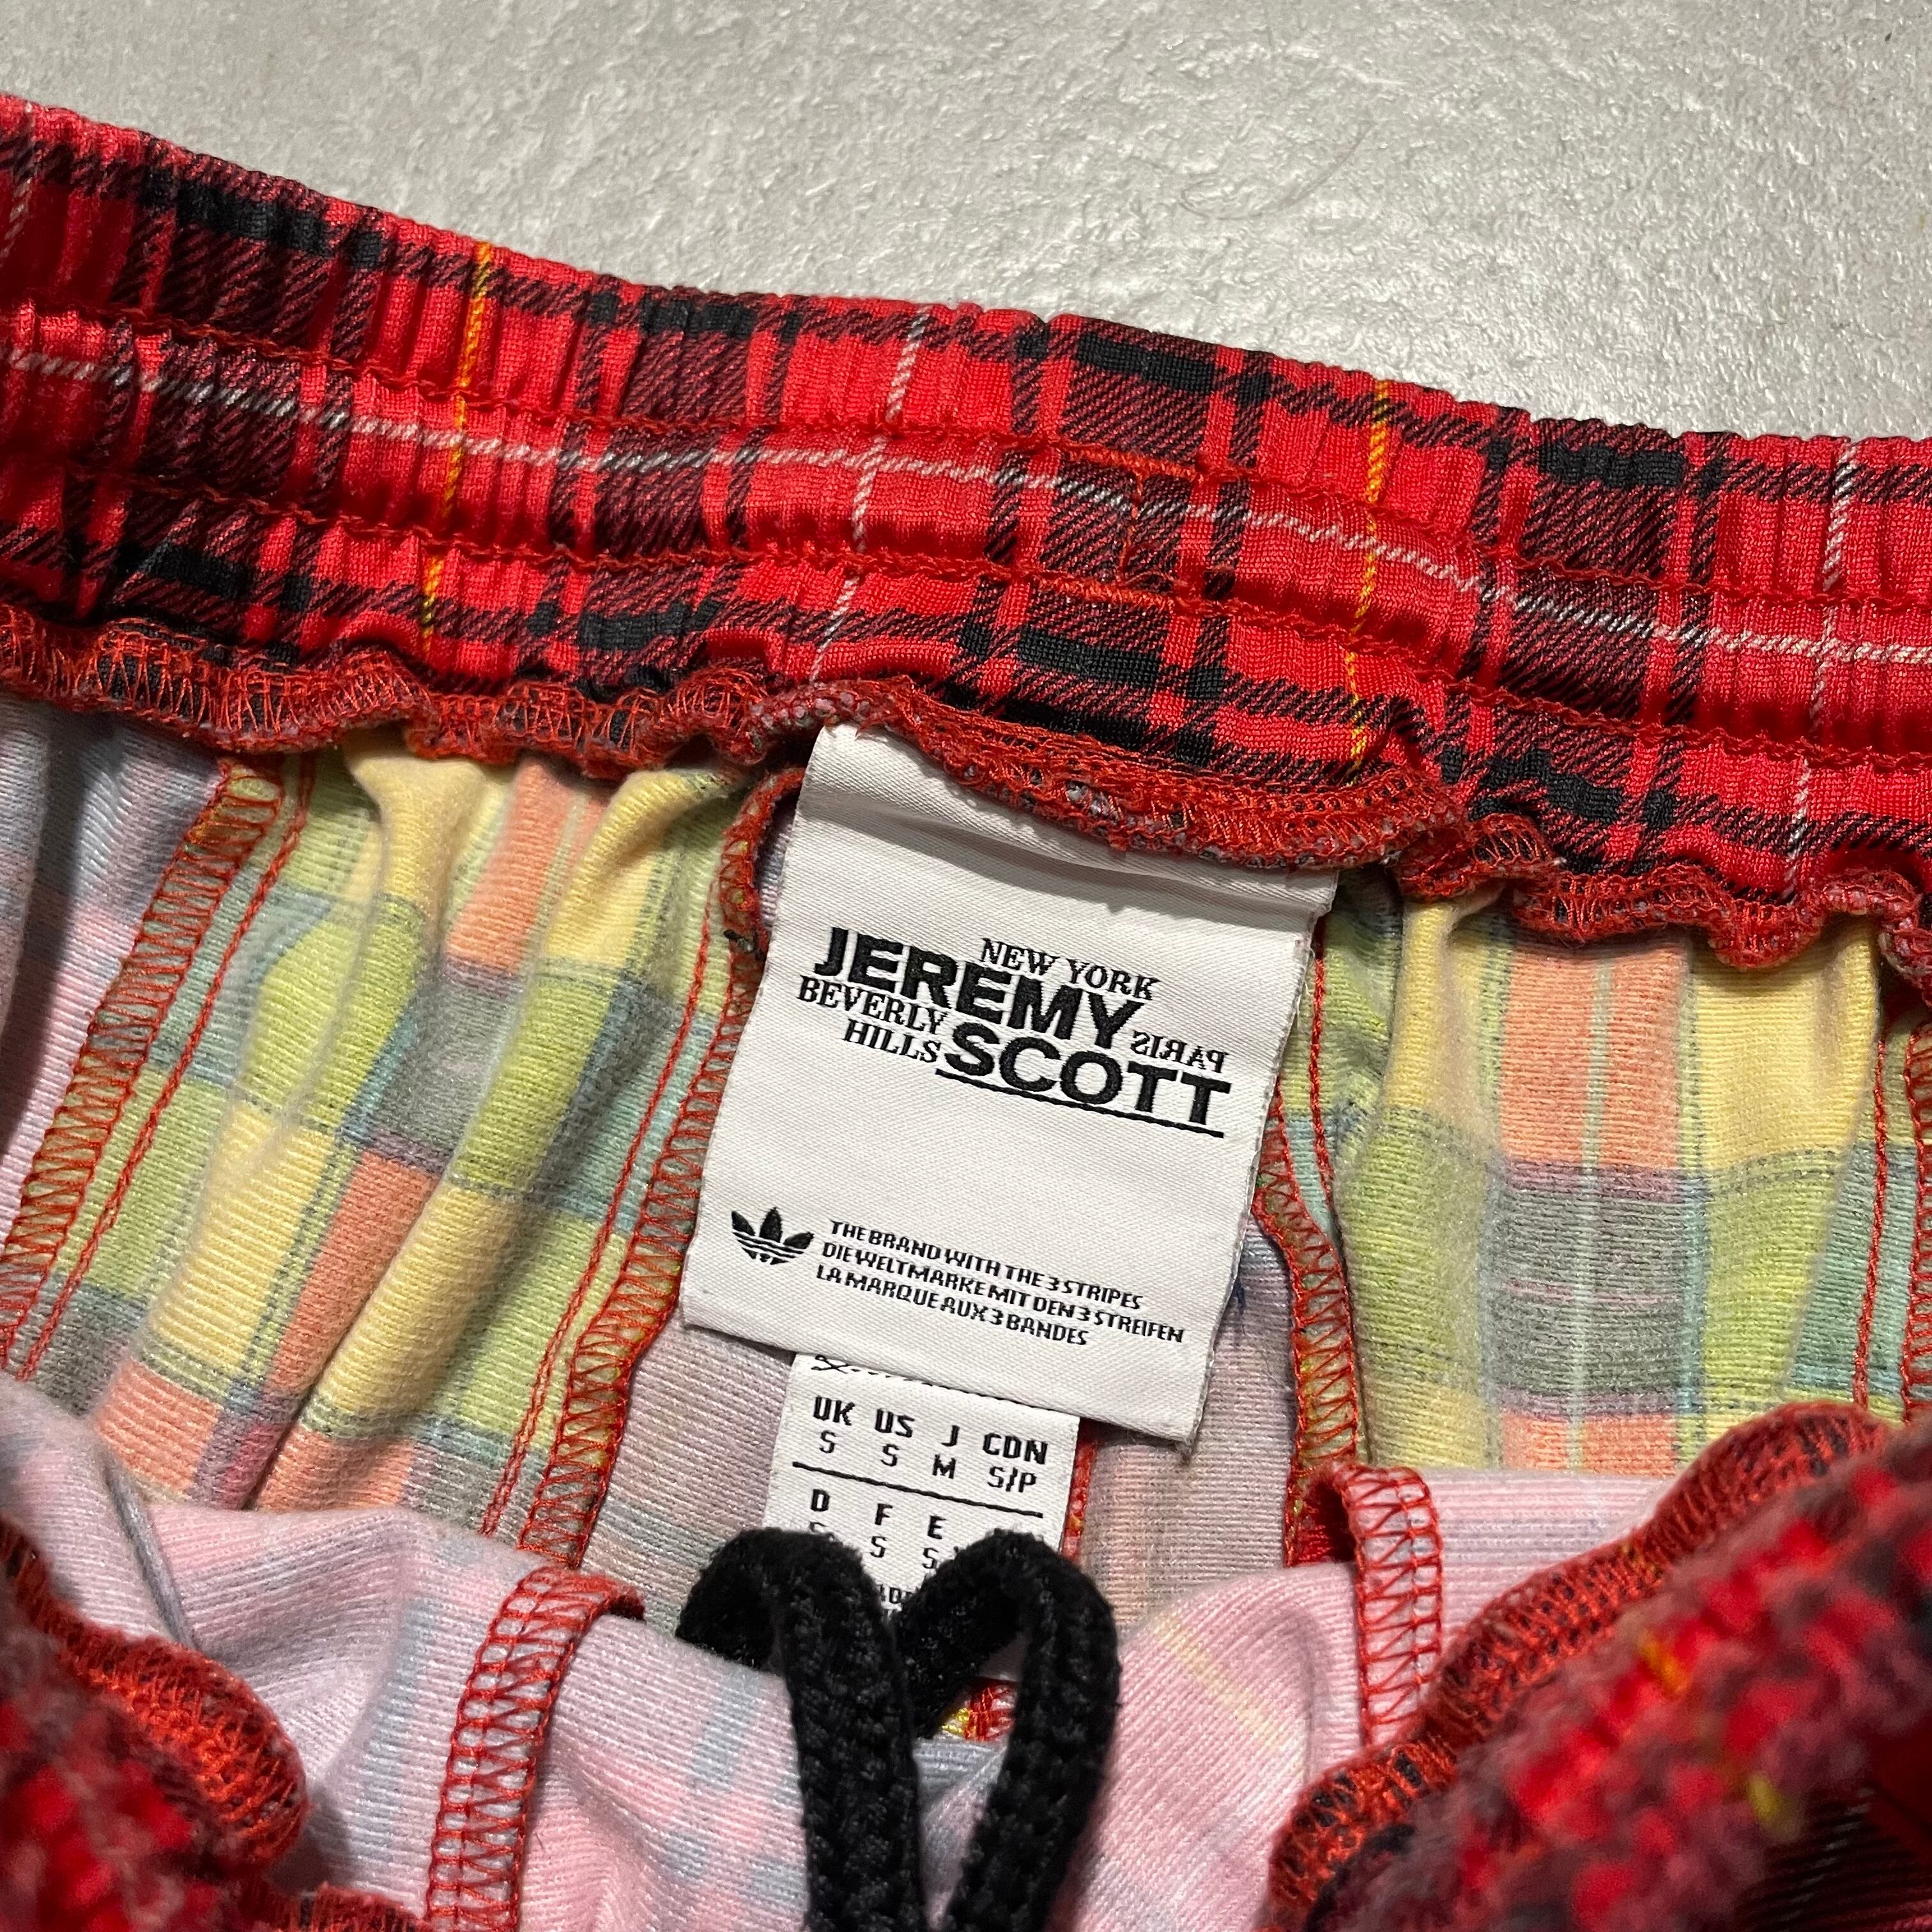 NEW YORK
JEREMY
BEVERLY
HILLS
SCOTT
PARIS
THE BRAND WITH THE 3 STRIPES
DIE WELTMARKE MIT DEN 3 STREIFEN
LA MARQUE AUX 3 BANDES
UK US J CDN
S S M S/P
D F E
S S